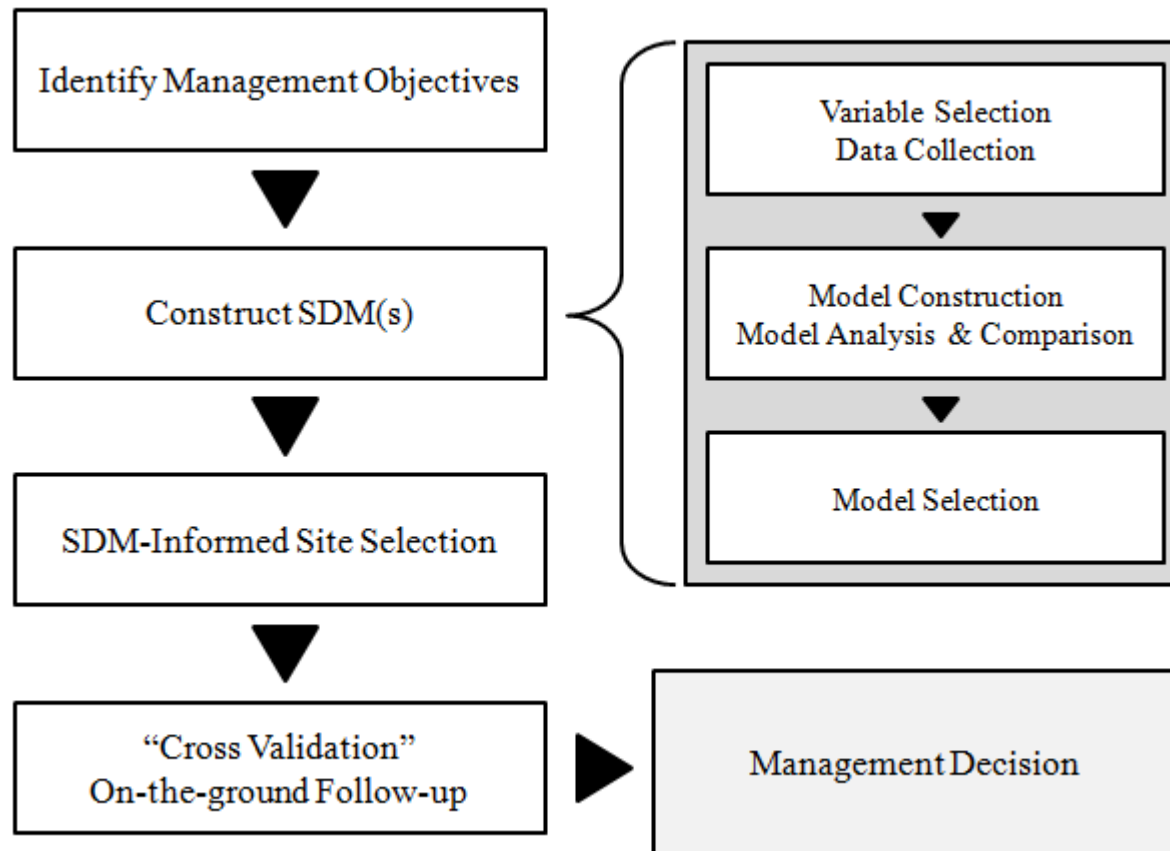 Identify Management Objectives
Construct SDM(s)
SDM-Informed Site Selection
“Cross Validation”
On-the-ground Follow-up
Variable Selection
Data Collection
Model Construction
Model Analysis & Comparison
Model Selection
Management Decision